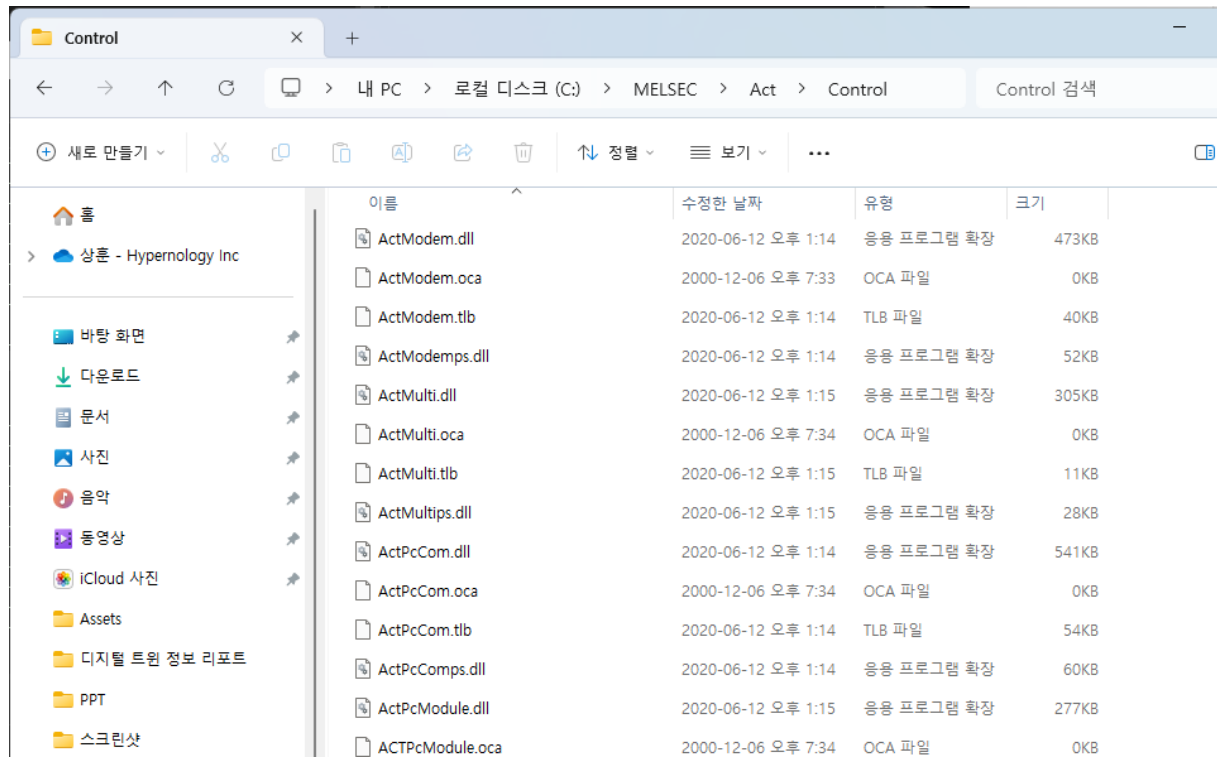 Control
내 PC > 로컬 디스크 (C:) > MELSEC > Act > Control
Control 검색
새로 만들기
정렬
보기
이름 수정한 날짜 유형 크기
홈
상훈 - Hypernology Inc
바탕 화면
다운로드
문서
사진
음악
동영상
iCloud 사진
Assets
디지털 트윈 정보 리포트
PPT
스크린샷
ActModem.dll 2020-06-12 오후 1:14 응용 프로그램 확장 473KB
ActModem.oca 2000-12-06 오후 7:33 OCA 파일 0KB
ActModem.tlb 2020-06-12 오후 1:14 TLB 파일 40KB
ActModemps.dll 2020-06-12 오후 1:14 응용 프로그램 확장 52KB
ActMulti.dll 2020-06-12 오후 1:15 응용 프로그램 확장 305KB
ActMulti.oca 2000-12-06 오후 7:34 OCA 파일 0KB
ActMulti.tlb 2020-06-12 오후 1:15 TLB 파일 11KB
ActMultips.dll 2020-06-12 오후 1:15 응용 프로그램 확장 28KB
ActPcCom.dll 2020-06-12 오후 1:14 응용 프로그램 확장 541KB
ActPcCom.oca 2000-12-06 오후 7:34 OCA 파일 0KB
ActPcCom.tlb 2020-06-12 오후 1:14 TLB 파일 54KB
ActPcComps.dll 2020-06-12 오후 1:14 응용 프로그램 확장 60KB
ActPcModule.dll 2020-06-12 오후 1:15 응용 프로그램 확장 277KB
ACTPcModule.oca 2000-12-06 오후 7:34 OCA 파일 0KB